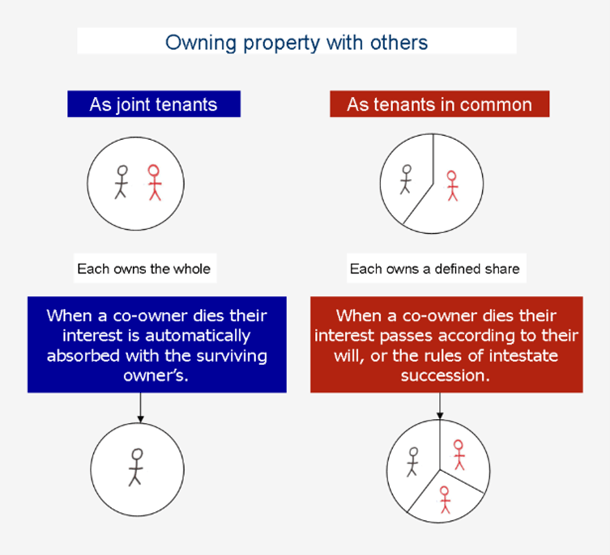 Owning property with others
As joint tenants
As tenants in common
Each owns the whole
Each owns a defined share
When a co-owner dies their
interest is automatically
absorbed with the surviving
owner's.
When a co-owner dies their
interest passes according to their
will, or the rules of intestate
succession.